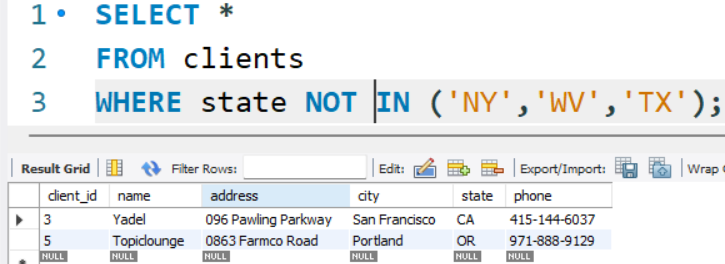 1 SELECT *
2 FROM clients
3 WHERE state NOT IN ('NY','WV','TX');
Result Grid Filter Rows: Edit: Export/Import: Wrap
client_id name address city state phone
3 Yadel 096 Pawling Parkway San Francisco CA 415-144-6037
5 Topiclounge 0863 Farmco Road Portland OR 971-888-9129
NULL NULL NULL NULL NULL NULL